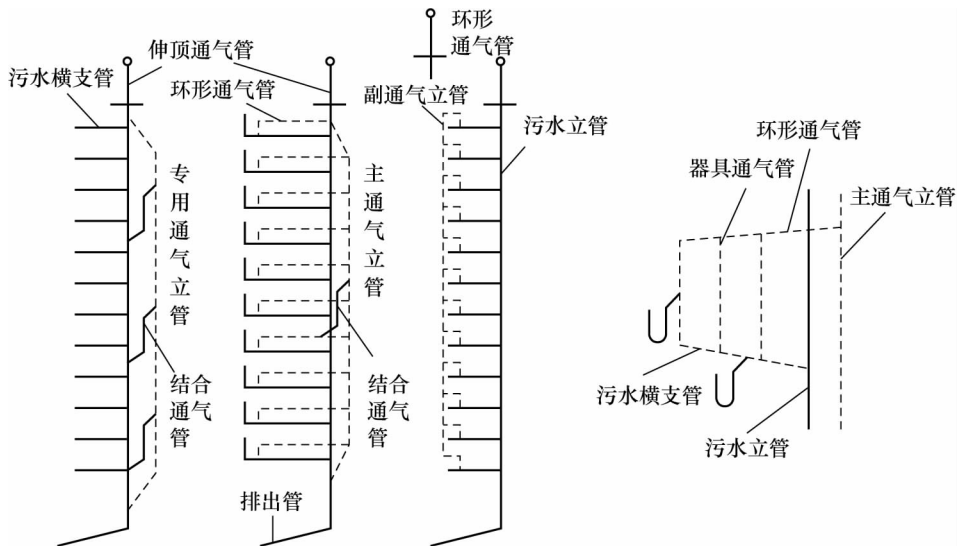 伸顶通气管
污水横支管
环形通气管
专用通气立管
结合
通气
管
主通气立管
结合
通气
管
排出管
环形
通气管
副通气立管
污水立管
环形通气管
器具通气管
主通气立管
污水横支管
污水立管